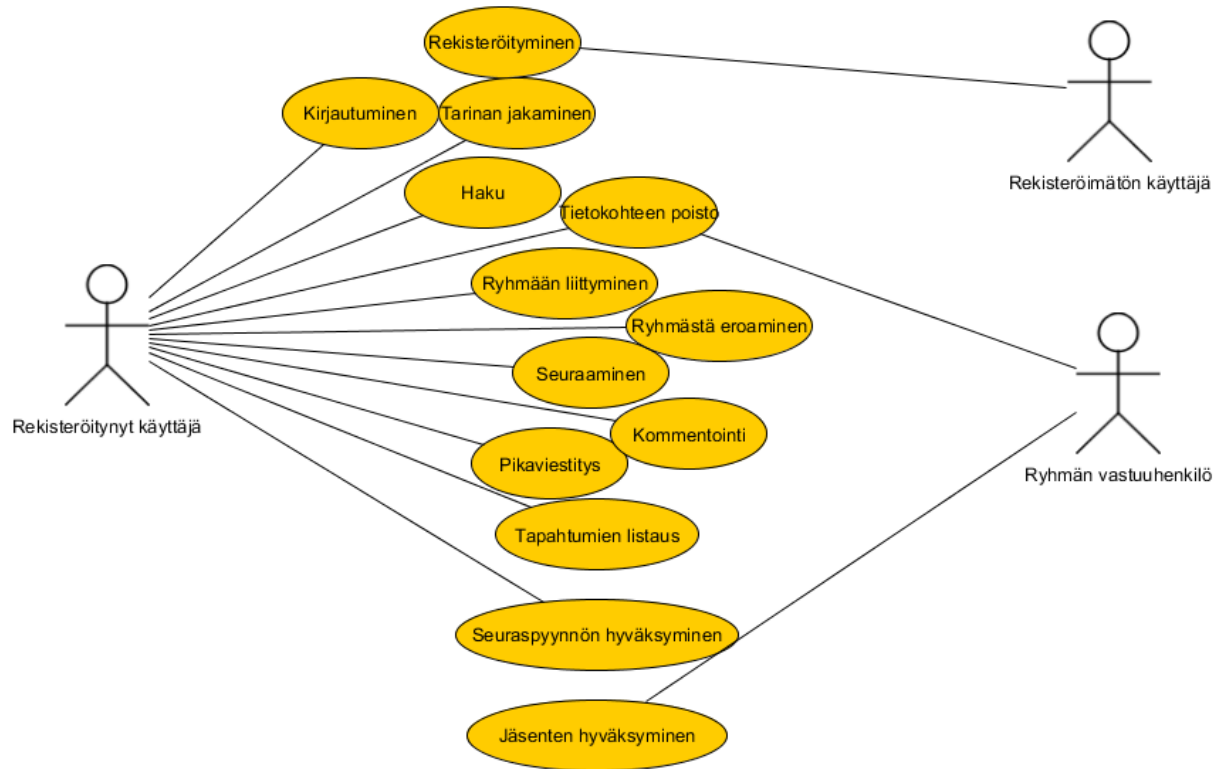 Rekisteröityminen
Kirjautuminen
Tarinan jakaminen
Rekisteröimätön käyttäjä
Haku
Tietokohteen poisto
Ryhmään liittyminen
Ryhmästä eroaminen
Seuraaminen
Rekisteröitynyt käyttäjä
Kommentointi
Pikaviestitys
Ryhmän vastuuhenkilö
Tapahtumien listaus
Seuraspyynnön hyväksyminen
Jäsenten hyväksyminen